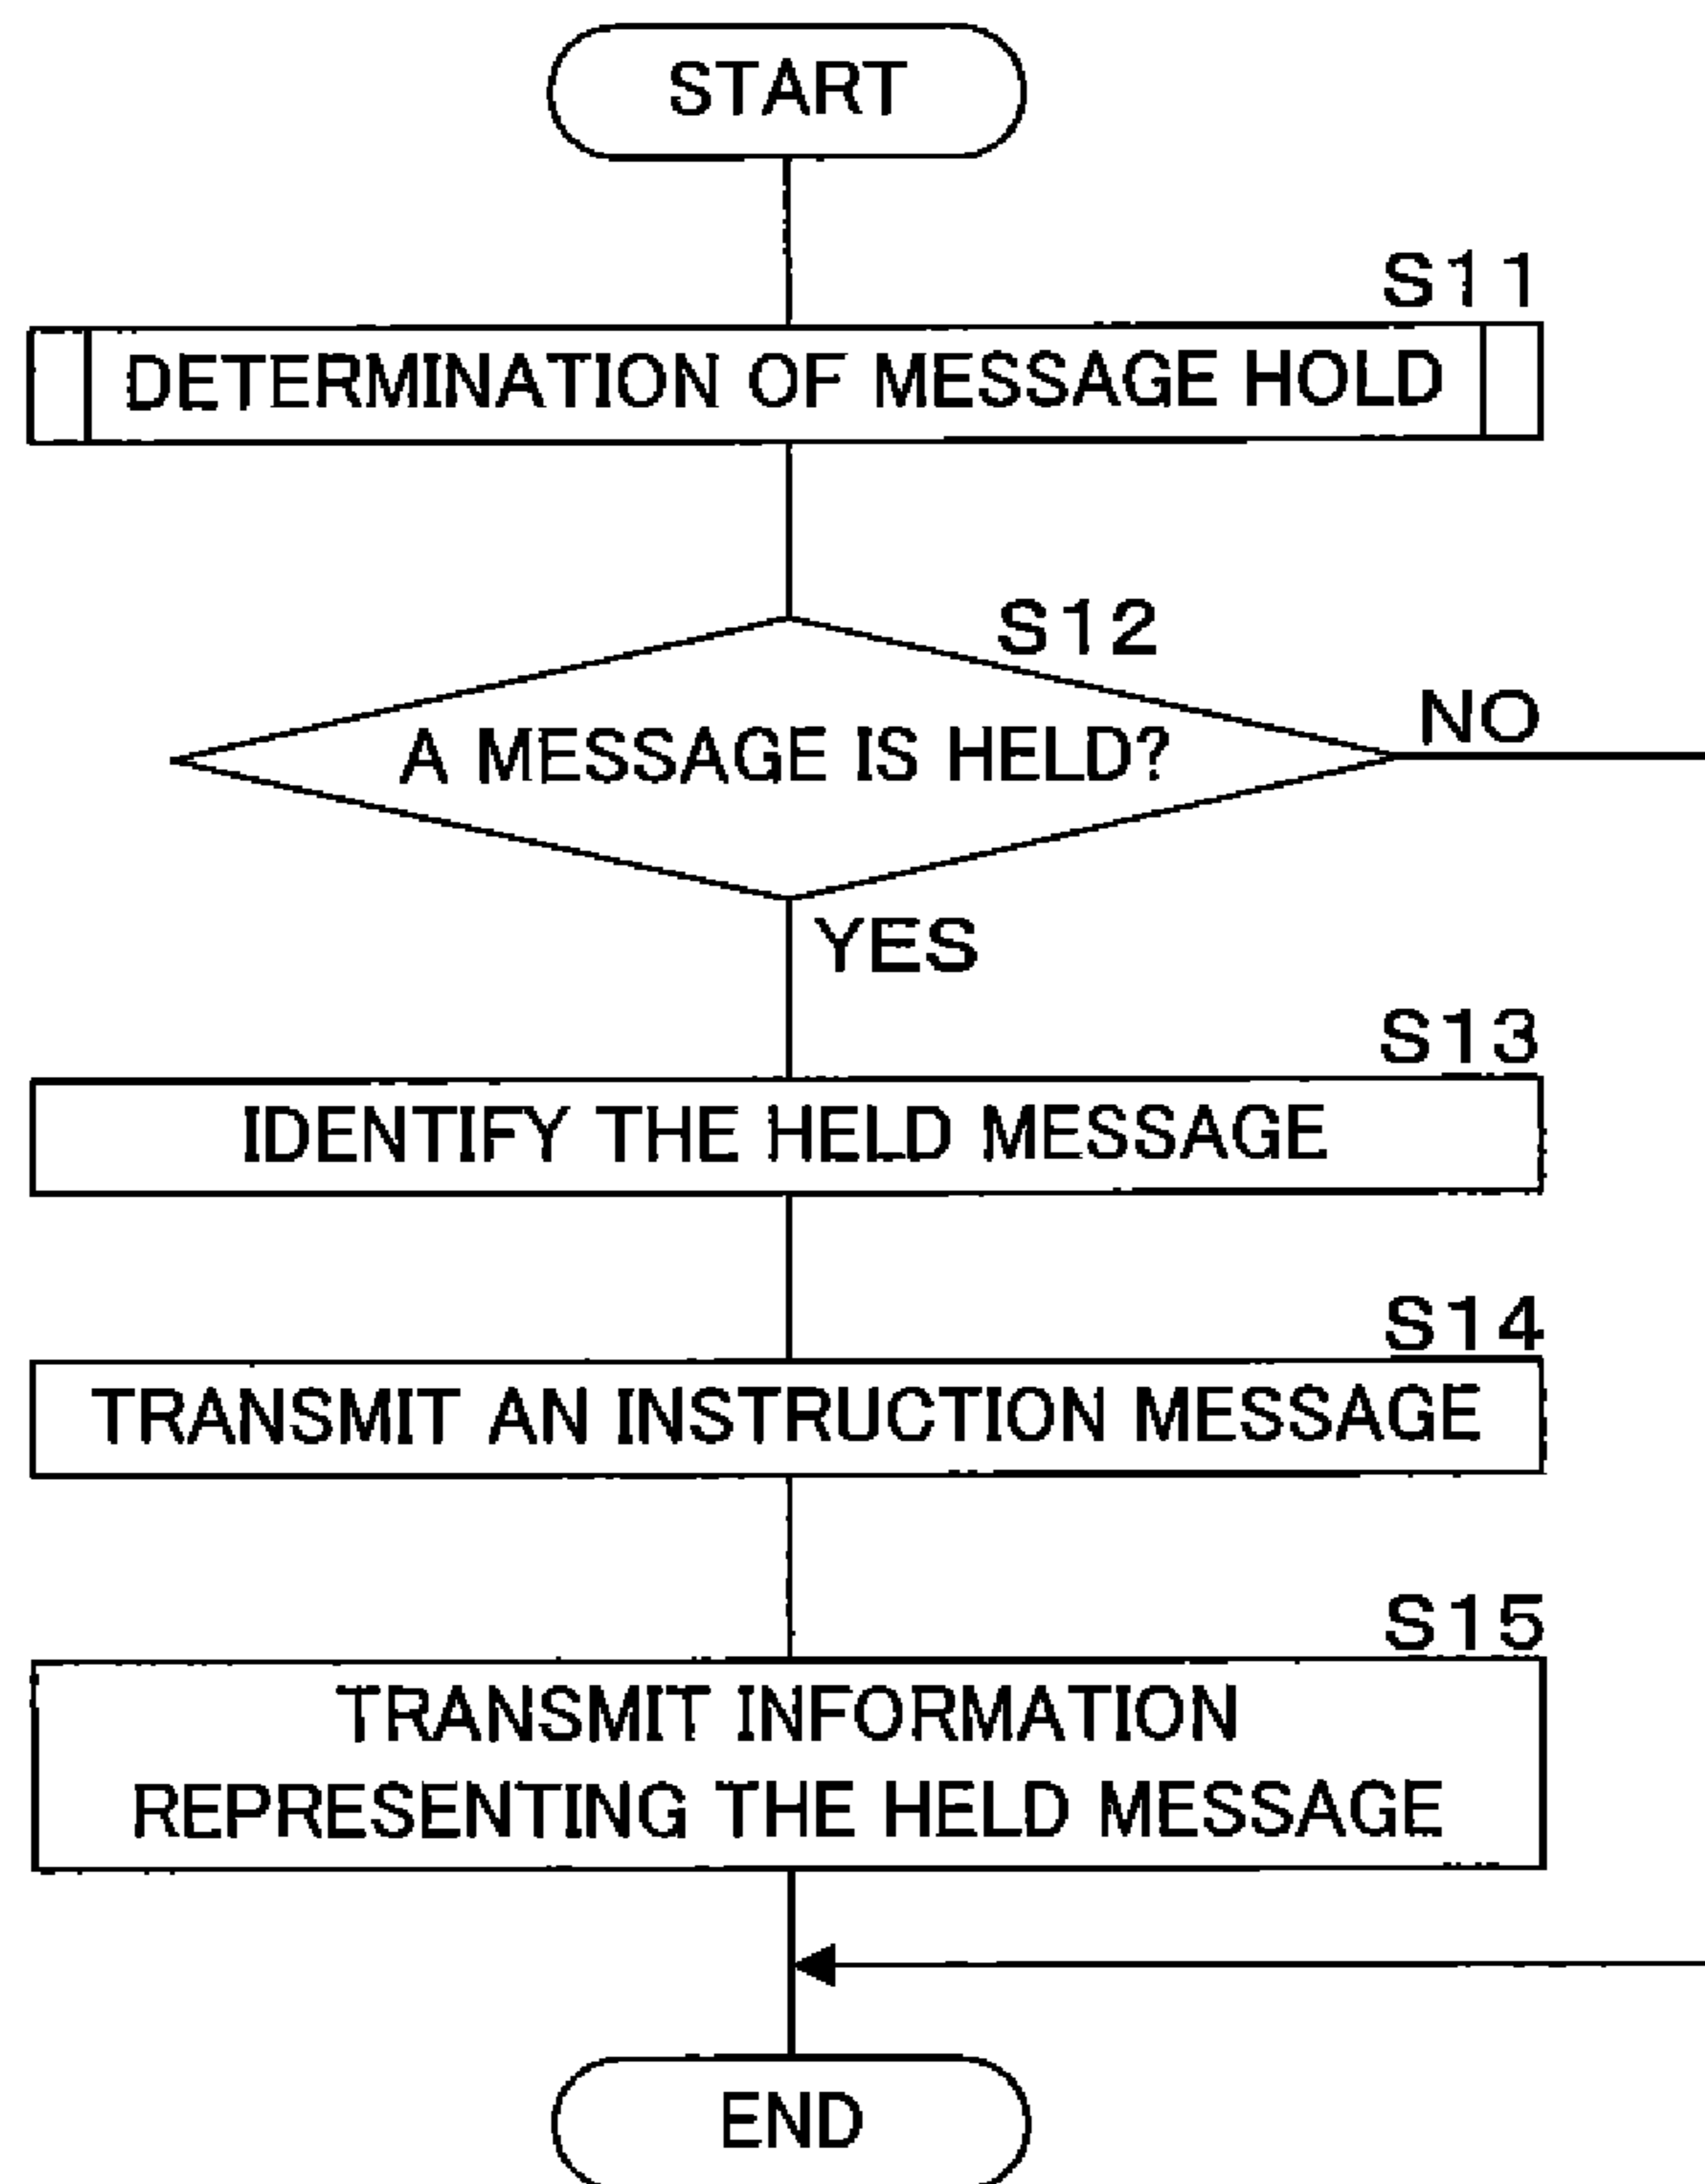 START
S11
DETERMINATION OF MESSAGE HOLD
S12
A MESSAGE IS HELD?
NO
YES
S13
IDENTIFY THE HELD MESSAGE
S14
TRANSMIT AN INSTRUCTION MESSAGE
S15
TRANSMIT INFORMATION
REPRESENTING THE HELD MESSAGE
END